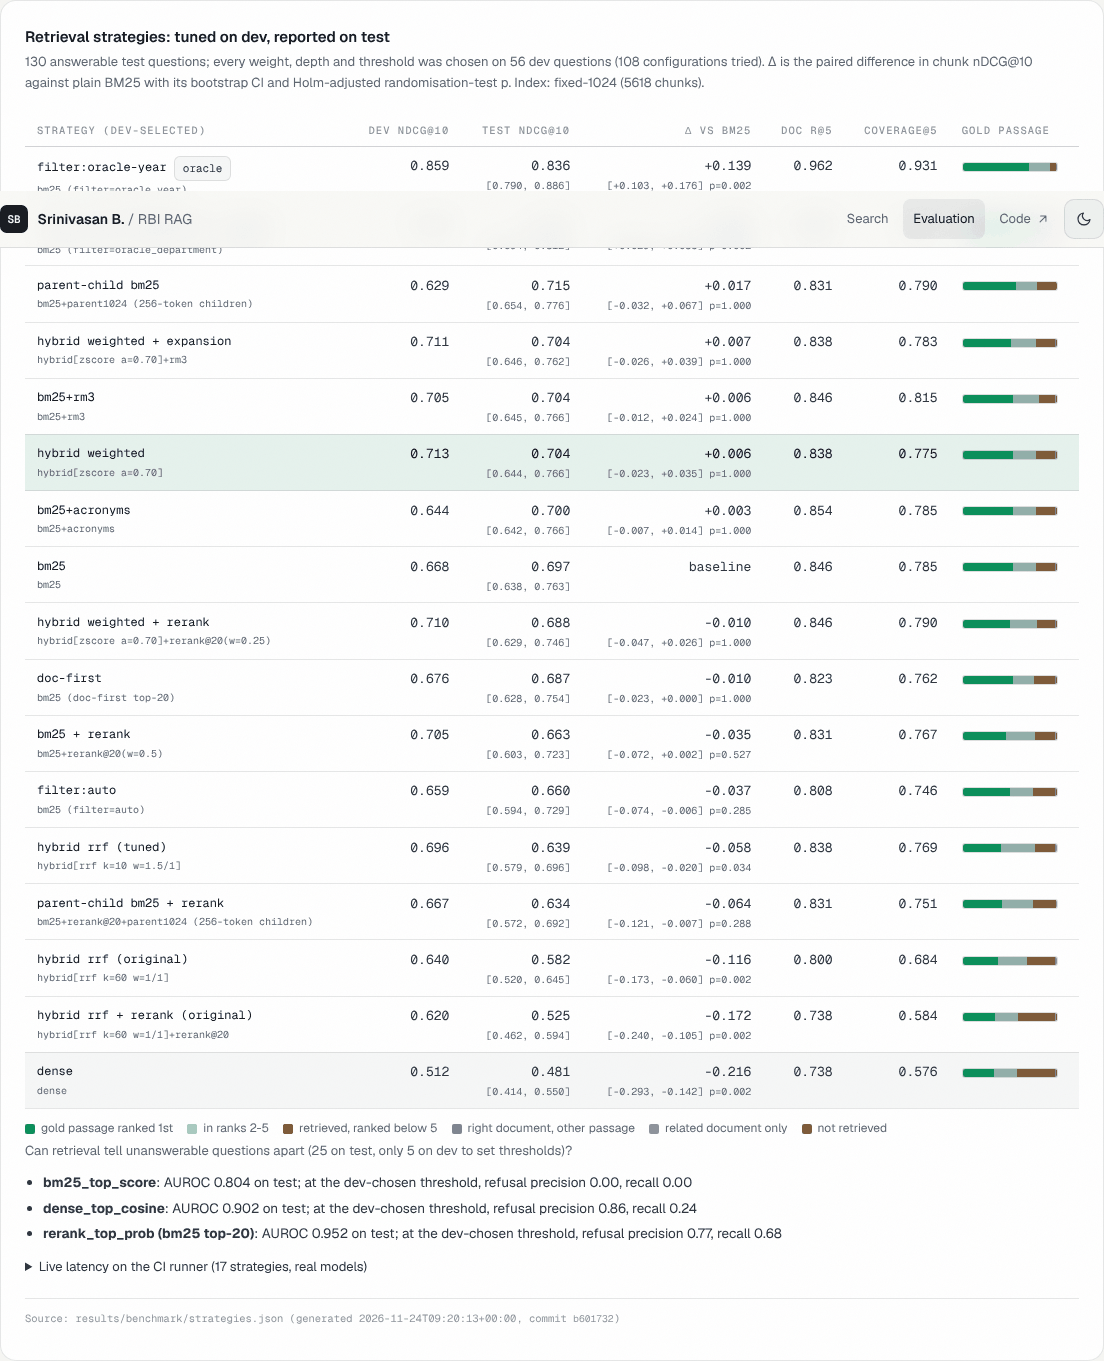 Retrieval strategies: tuned on dev, reported on test
130 answerable test questions; every weight, depth and threshold was chosen on 56 dev questions (108 configurations tried). Δ is the paired difference in chunk nDCG@10
against plain BM25 with its bootstrap CI and Holm-adjusted randomisation-test p. Index: fixed-1024 (5618 chunks).
STRATEGY (DEV-SELECTED) DEV NDCG@10 TEST NDCG@10 Δ VS BM25 DOC R@5 COVERAGE@5 GOLD PASSAGE
filter:oracle-year oracle 0.859 0.836 +0.139 0.962 0.931
bm25 (filter=oracle_year) [0.790, 0.886] [+0.103, +0.176] p=0.002
SB Srinivasan B. / RBI RAG Search Evaluation Code ↗
bm25 (filter=oracle_department)
parent-child bm25 0.629 0.715 +0.017 0.831 0.790
bm25+parent1024 (256-token children) [0.654, 0.776] [-0.032, +0.067] p=1.000
hybrid weighted + expansion 0.711 0.704 +0.007 0.838 0.783
hybrid[zscore a=0.70]+rm3 [0.646, 0.762] [-0.026, +0.039] p=1.000
bm25+rm3 0.705 0.704 +0.006 0.846 0.815
bm25+rm3 [0.645, 0.766] [-0.012, +0.024] p=1.000
hybrid weighted 0.713 0.704 +0.006 0.838 0.775
hybrid[zscore a=0.70] [0.644, 0.766] [-0.023, +0.035] p=1.000
bm25+acronyms 0.644 0.700 +0.003 0.854 0.785
bm25+acronyms [0.642, 0.766] [-0.007, +0.014] p=1.000
bm25 0.668 0.697 baseline 0.846 0.785
bm25 [0.638, 0.763]
hybrid weighted + rerank 0.710 0.688 -0.010 0.846 0.790
hybrid[zscore a=0.70]+rerank@20(w=0.25) [0.629, 0.746] [-0.047, +0.026] p=1.000
doc-first 0.676 0.687 -0.010 0.823 0.762
bm25 (doc-first top-20) [0.628, 0.754] [-0.023, +0.000] p=1.000
bm25 + rerank 0.705 0.663 -0.035 0.831 0.767
bm25+rerank@20(w=0.5) [0.603, 0.723] [-0.072, +0.002] p=0.527
filter:auto 0.659 0.660 -0.037 0.808 0.746
bm25 (filter=auto) [0.594, 0.729] [-0.074, -0.006] p=0.285
hybrid rrf (tuned) 0.696 0.639 -0.058 0.838 0.769
hybrid[rrf k=10 w=1.5/1] [0.579, 0.696] [-0.098, -0.020] p=0.034
parent-child bm25 + rerank 0.667 0.634 -0.064 0.831 0.751
bm25+rerank@20+parent1024 (256-token children) [0.572, 0.692] [-0.121, -0.007] p=0.288
hybrid rrf (original) 0.640 0.582 -0.116 0.800 0.684
hybrid[rrf k=60 w=1/1] [0.520, 0.645] [-0.173, -0.060] p=0.002
hybrid rrf + rerank (original) 0.620 0.525 -0.172 0.738 0.584
hybrid[rrf k=60 w=1/1]+rerank@20 [0.462, 0.594] [-0.240, -0.105] p=0.002
dense 0.512 0.481 -0.216 0.738 0.576
dense [0.414, 0.550] [-0.293, -0.142] p=0.002
gold passage ranked 1st in ranks 2-5 retrieved, ranked below 5 right document, other passage related document only not retrieved
Can retrieval tell unanswerable questions apart (25 on test, only 5 on dev to set thresholds)?
• bm25_top_score: AUROC 0.804 on test; at the dev-chosen threshold, refusal precision 0.00, recall 0.00
• dense_top_cosine: AUROC 0.902 on test; at the dev-chosen threshold, refusal precision 0.86, recall 0.24
• rerank_top_prob (bm25 top-20): AUROC 0.952 on test; at the dev-chosen threshold, refusal precision 0.77, recall 0.68
▶ Live latency on the CI runner (17 strategies, real models)
Source: results/benchmark/strategies.json (generated 2026-11-24T09:20:13+00:00, commit b601732)